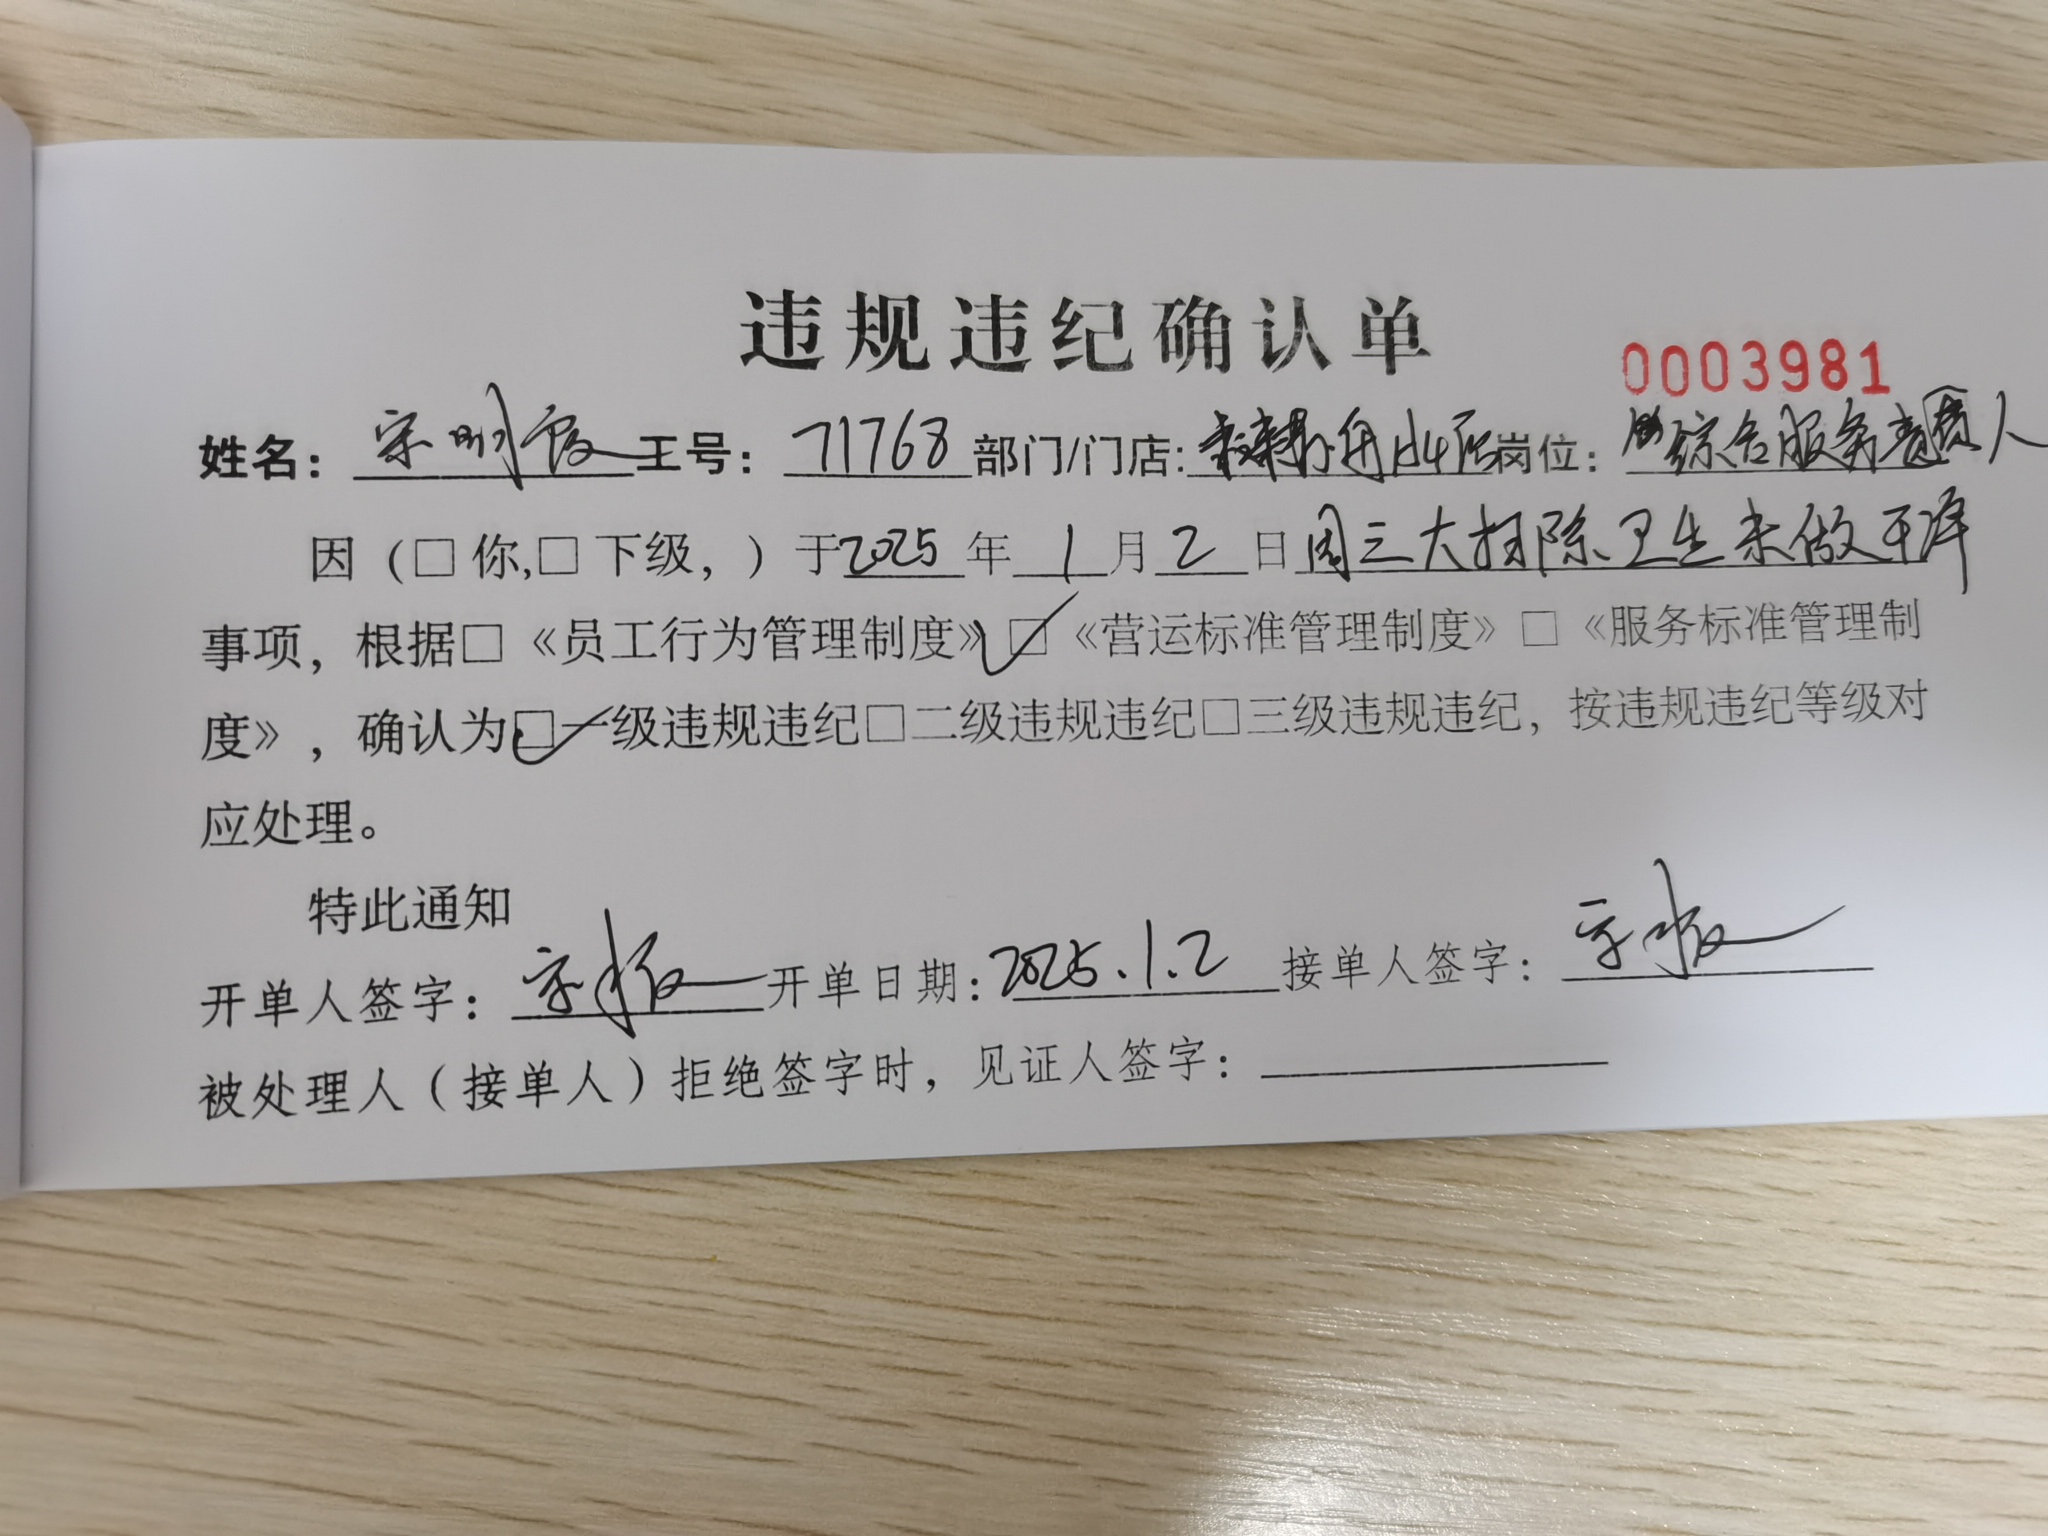 违规违纪确认单
0003981
姓名：宋明霞 工号：71768 部门/门店： 岗位：综合服务责人
因（□你,□下级，）于2025年1月2日周三大扫除卫生未做干净
事项，根据□《员工行为管理制度》☑《营运标准管理制度》□《服务标准管理制
度》，确认为☑一级违规违纪□二级违规违纪□三级违规违纪，按违规违纪等级对
应处理。
特此通知
开单人签字： 开单日期：2025.1.2 接单人签字：
被处理人（接单人）拒绝签字时，见证人签字：